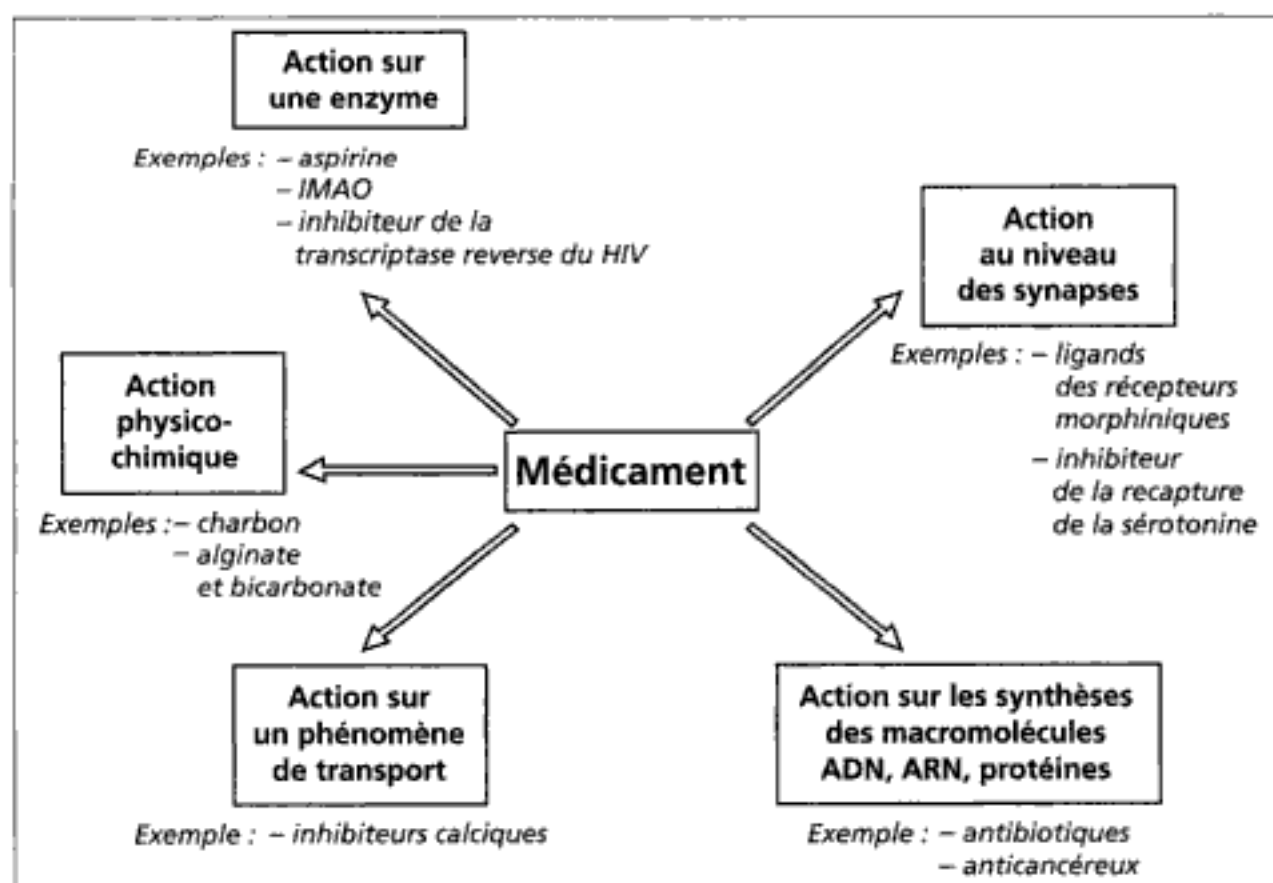 Action sur
une enzyme
Exemples : – aspirine
– IMAO
– inhibiteur de la
transcriptase reverse du HIV
Action
au niveau
des synapses
Exemples : – ligands
des récepteurs
morphiniques
– inhibiteur
de la recapture
de la sérotonine
Action
physico-
chimique
Exemples : – charbon
– alginate
et bicarbonate
Médicament
Action sur
un phénomène
de transport
Exemple : – inhibiteurs calciques
Action sur les synthèses
des macromolécules
ADN, ARN, protéines
Exemple : – antibiotiques
– anticancéreux